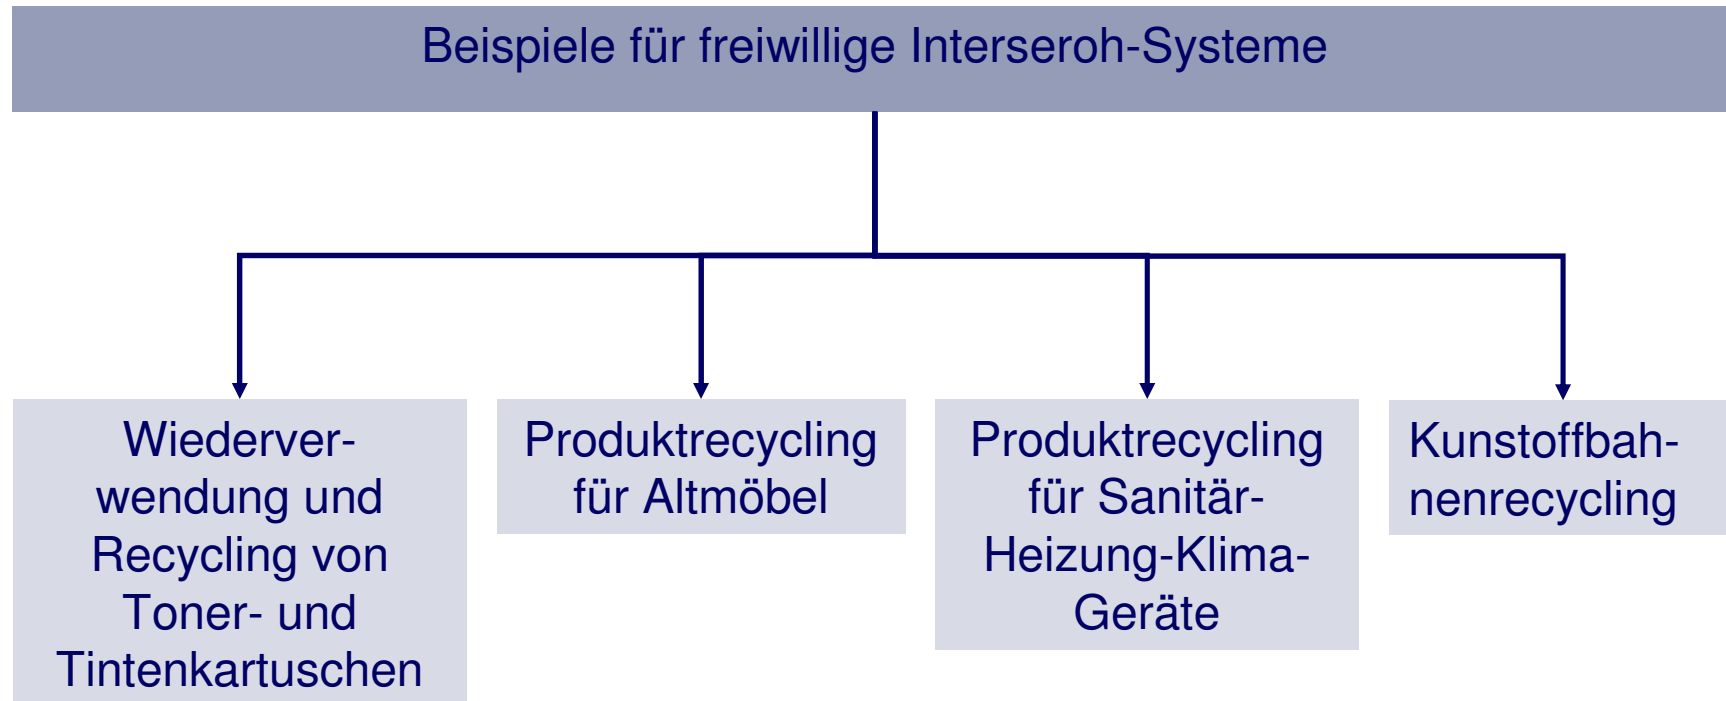 Beispiele für freiwillige Interseroh-Systeme
Wiederver-
wendung und
Recycling von
Toner- und
Tintenkartuschen
Produktrecycling
für Altmöbel
Produktrecycling
für Sanitär-
Heizung-Klima-
Geräte
Kunstoffbah-
nenrecycling